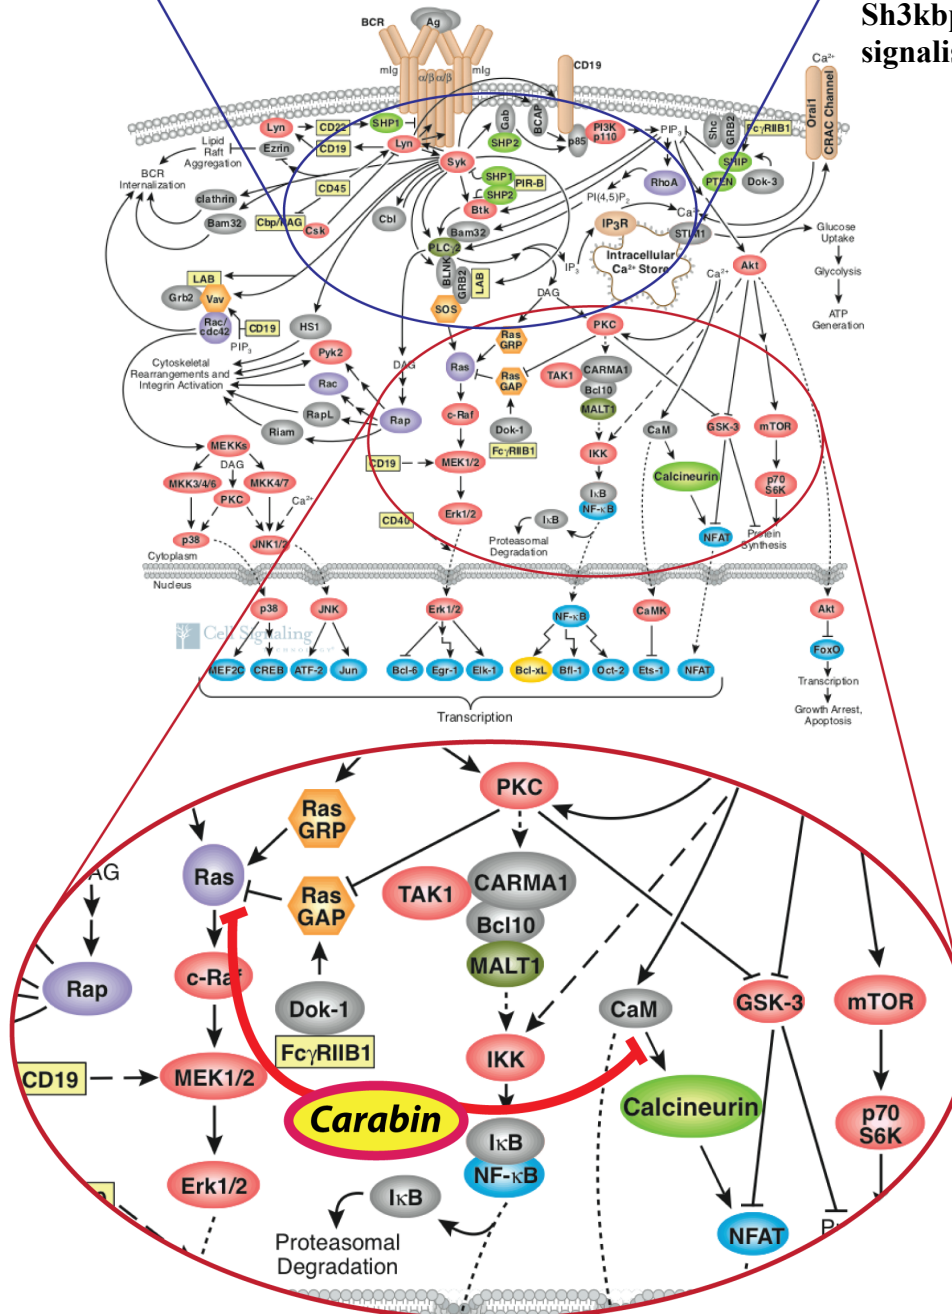 Sh3kbp
signalis
BCR
Ag
mIg
α/β
α/β
mIg
CD19
Ca²⁺
Orai1
CRAC Channel
Lyn
CD22
SHP1
Ezrin
CD19
Lyn
Lipid
Raft
Aggregation
BCR
Internalization
clathrin
Bam32
CD45
Cbp/PAG
Csk
Syk
Gab
SHP2
BCAP
p85
PI3K
p110
PIP₃
Shc
GRB2
FcγRIIB1
SHIP
PTEN
Dok-3
RhoA
PI(4,5)P₂
SHP1
SHP2
PIR-B
Btk
Cbl
Bam32
PLCγ2
BLNK
GRB2
LAB
SOS
IP₃
IP₃R
Ca²⁺
STIM1
Intracellular
Ca²⁺ Store
DAG
Akt
Ca²⁺
Glucose
Uptake
Glycolysis
ATP
Generation
LAB
Grb2
Vav
Rac/
cdc42
CD19
PIP₃
HS1
Pyk2
Cytoskeletal
Rearrangements and
Integrin Activation
Rac
RapL
Riam
DAG
Rap
Ras
GRP
PKC
Ras
Ras
GAP
TAK1
CARMA1
Bcl10
MALT1
c-Raf
Dok-1
FcγRIIB1
CD19
MEK1/2
IKK
CaM
GSK-3
mTOR
Calcineurin
p70
S6K
MEKKs
DAG
MKK3/4/6
MKK4/7
PKC
Ca²⁺
p38
JNK1/2
CD40
Erk1/2
IκB
NF-κB
IκB
Proteasomal
Degradation
NFAT
Protein
Synthesis
Cytoplasm
Nucleus
p38
JNK
Erk1/2
NF-κB
CaMK
Akt
Cell Signaling
TECHNOLOGY®
FoxO
MEF2C
CREB
ATF-2
Jun
Bcl-6
Egr-1
Elk-1
Bcl-xL
Bfl-1
Oct-2
Ets-1
NFAT
Transcription
Transcription
Growth Arrest,
Apoptosis
PKC
Ras
GRP
Ras
AG
Ras
GAP
TAK1
CARMA1
Bcl10
MALT1
Rap
c-Raf
Dok-1
FcγRIIB1
CaM
GSK-3
mTOR
CD19
MEK1/2
IKK
Carabin
Calcineurin
p70
S6K
IκB
NF-κB
Erk1/2
IκB
Proteasomal
Degradation
NFAT